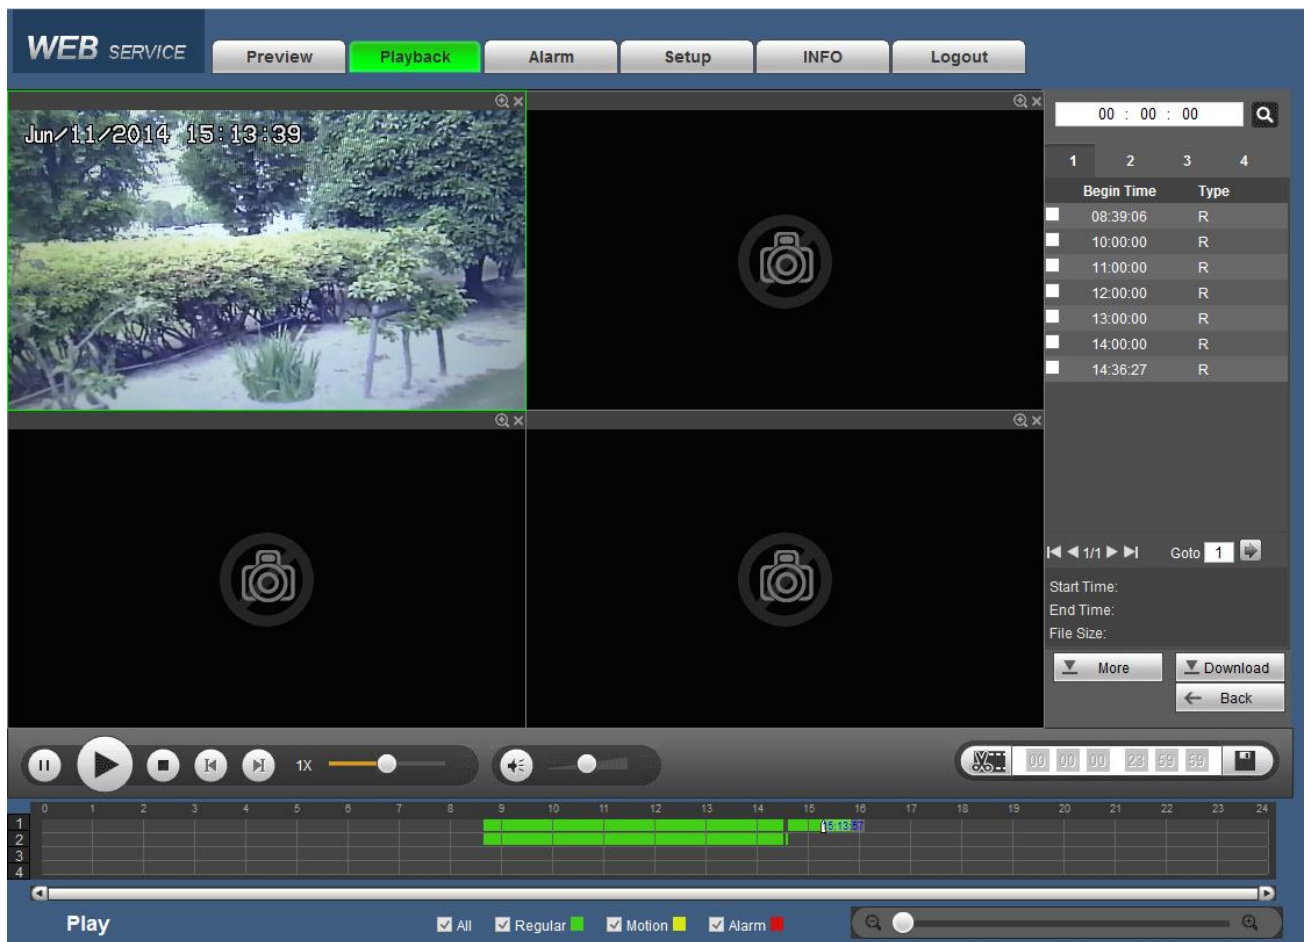 WEB SERVICE
Preview
Playback
Alarm
Setup
INFO
Logout
Jun/11/2014 15:13:39
00 : 00 : 00
1 2 3 4
Begin Time Type
08:39:06 R
10:00:00 R
11:00:00 R
12:00:00 R
13:00:00 R
14:00:00 R
14:36:27 R
1/1 Goto 1
Start Time:
End Time:
File Size:
More
Download
Back
1X
00 00 00 23 59 59
0 1 2 3 4 5 6 7 8 9 10 11 12 13 14 15 16 17 18 19 20 21 22 23 24
1
15:13:57
2
3
4
Play
All
Regular
Motion
Alarm